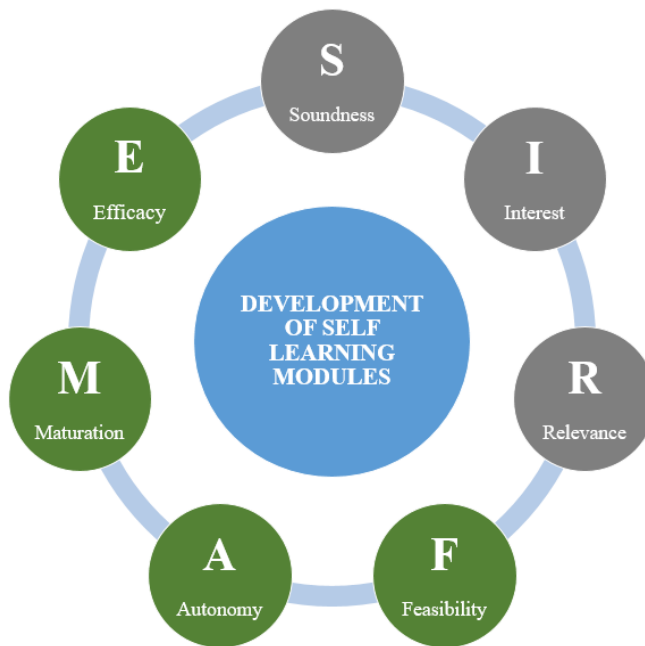 S
Soundness
I
Interest
R
Relevance
F
Feasibility
A
Autonomy
M
Maturation
E
Efficacy
DEVELOPMENT
OF SELF
LEARNING
MODULES